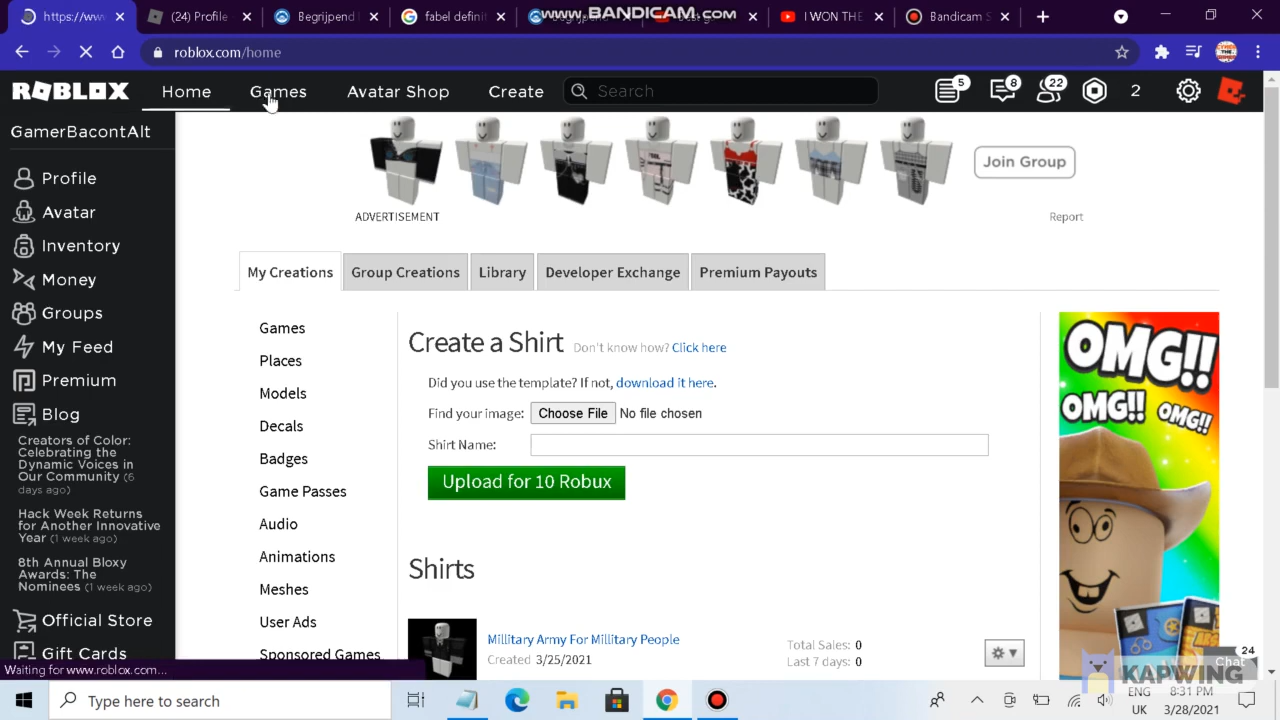 https://ww
(24) Profile
Begrijpend l
fabel definit
www.BANDICAM.com
I WON THE
Bandicam S
roblox.com/home
ROBLOX
Home
Games
Avatar Shop
Create
Search
5
8
22
2
GamerBacontAlt
Profile
Avatar
Inventory
Money
Groups
My Feed
Premium
Blog
Creators of Color:
Celebrating the
Dynamic Voices in
Our Community (6
days ago)
Hack Week Returns
for Another Innovative
Year (1 week ago)
8th Annual Bloxy
Awards: The
Nominees (1 week ago)
Official Store
Gift Cards
Waiting for www.roblox.com...
Join Group
ADVERTISEMENT
Report
My Creations
Group Creations
Library
Developer Exchange
Premium Payouts
Games
Places
Models
Decals
Badges
Game Passes
Audio
Animations
Meshes
User Ads
Sponsored Games
Create a Shirt Don't know how? Click here
Did you use the template? If not, download it here.
Find your image: Choose File No file chosen
Shirt Name:
Upload for 10 Robux
Shirts
Millitary Army For Millitary People
Created 3/25/2021
Total Sales: 0
Last 7 days: 0
OMG!!
OMG!! OMG!!
24
Chat
KAPWING
Type here to search
ENG
UK
8:31 PM
3/28/2021